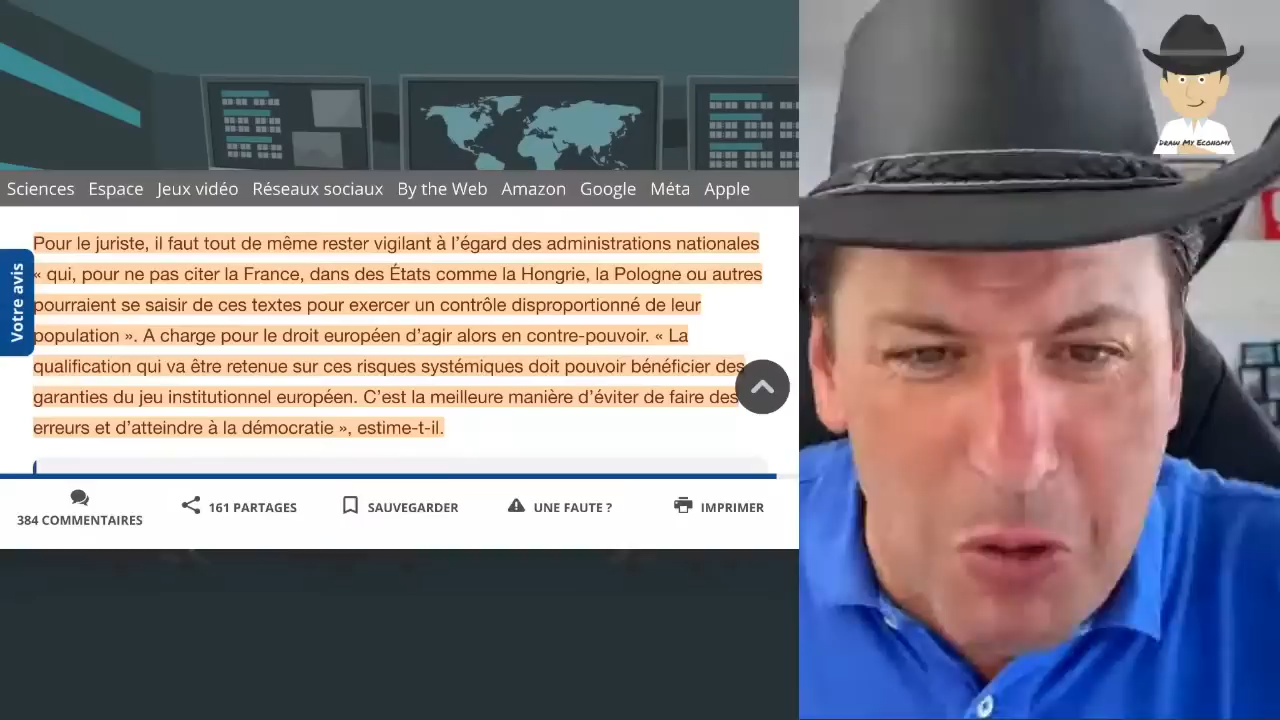 DRAW MY ECONOMY
Sciences Espace Jeux vidéo Réseaux sociaux By the Web Amazon Google Méta Apple
Votre avis
Pour le juriste, il faut tout de même rester vigilant à l’égard des administrations nationales
« qui, pour ne pas citer la France, dans des États comme la Hongrie, la Pologne ou autres
pourraient se saisir de ces textes pour exercer un contrôle disproportionné de leur
population ». A charge pour le droit européen d’agir alors en contre-pouvoir. « La
qualification qui va être retenue sur ces risques systémiques doit pouvoir bénéficier des
garanties du jeu institutionnel européen. C’est la meilleure manière d’éviter de faire des
erreurs et d’atteindre à la démocratie », estime-t-il.
384 COMMENTAIRES
161 PARTAGES
SAUVEGARDER
UNE FAUTE ?
IMPRIMER